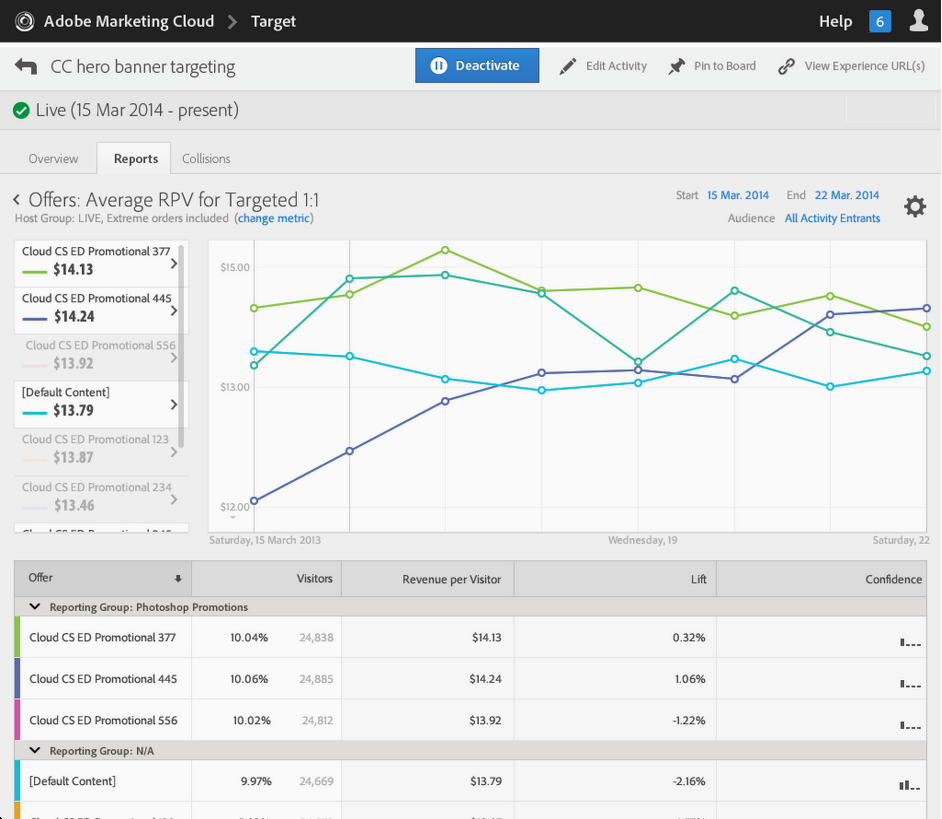 Adobe Marketing Cloud > Target Help 6
CC hero banner targeting Deactivate Edit Activity Pin to Board View Experience URL(s)
Live (15 Mar 2014 - present)
Overview Reports Collisions
Offers: Average RPV for Targeted 1:1
Host Group: LIVE, Extreme orders included (change metric)
Start 15 Mar. 2014 End 22 Mar. 2014
Audience All Activity Entrants
Cloud CS ED Promotional 377
$14.13
Cloud CS ED Promotional 445
$14.24
Cloud CS ED Promotional 556
$13.92
[Default Content]
$13.79
Cloud CS ED Promotional 123
$13.87
Cloud CS ED Promotional 234
$13.46
$15.00
$13.00
$12.00
Saturday, 15 March 2013 Wednesday, 19 Saturday, 22
Offer Visitors Revenue per Visitor Lift Confidence
Reporting Group: Photoshop Promotions
Cloud CS ED Promotional 377 10.04% 24,838 $14.13 0.32%
Cloud CS ED Promotional 445 10.06% 24,885 $14.24 1.06%
Cloud CS ED Promotional 556 10.02% 24,812 $13.92 -1.22%
Reporting Group: N/A
[Default Content] 9.97% 24,669 $13.79 -2.16%